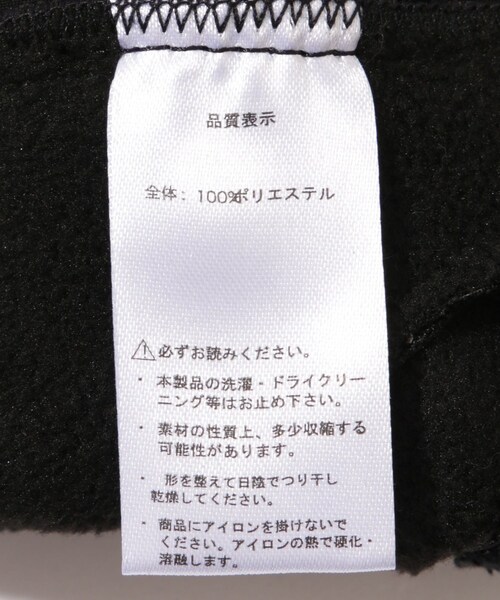 品質表示
全体: 100%ポリエステル
⚠必ずお読みください。
・ 本製品の洗濯・ドライクリー
ニング等はお止め下さい。
・ 素材の性質上、多少収縮する
可能性があります。
・ 形を整えて日陰でつり干し
乾燥してください。
・ 商品にアイロンを掛けないで
ください。アイロンの熱で硬化・
溶融します。